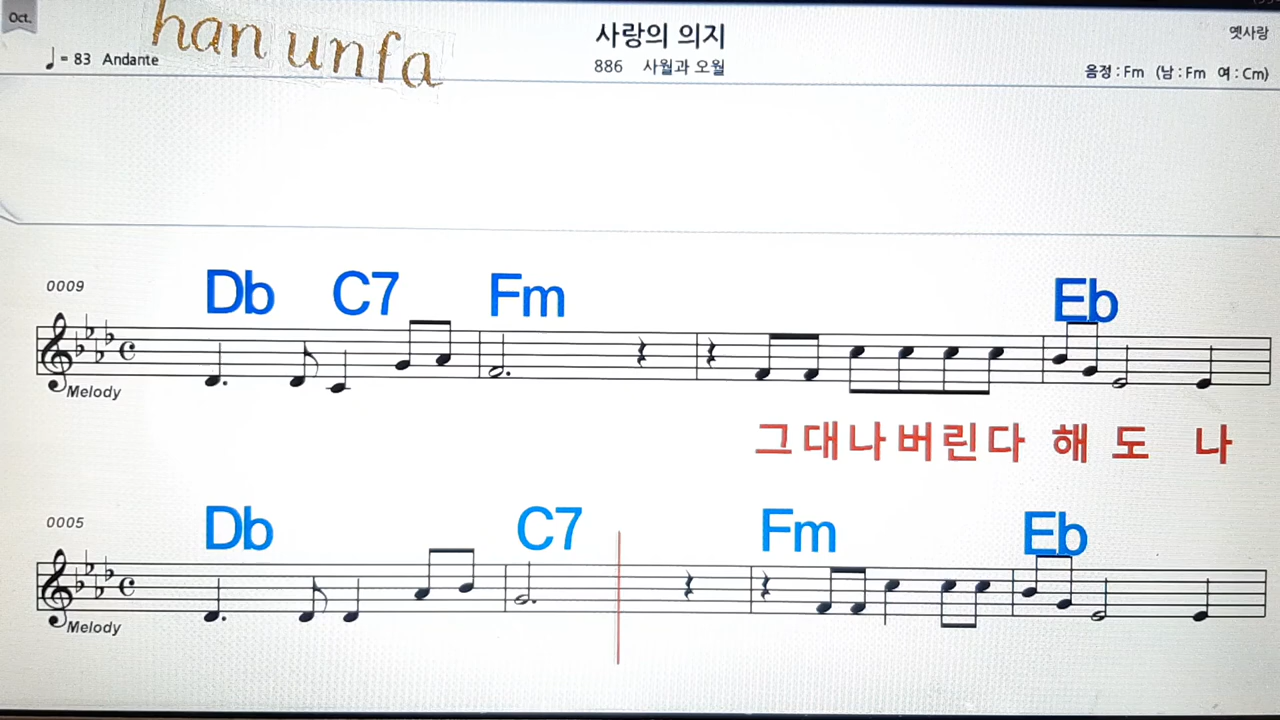 Oct.
han unfa
사랑의 의지
옛사랑
♩ = 83 Andante
886 사월과 오월
음정 : Fm (남 : Fm 여 : Cm)
0009
Db C7 Fm Eb
Melody
그대나 버린다 해 도 나
0005
Db C7 Fm Eb
Melody